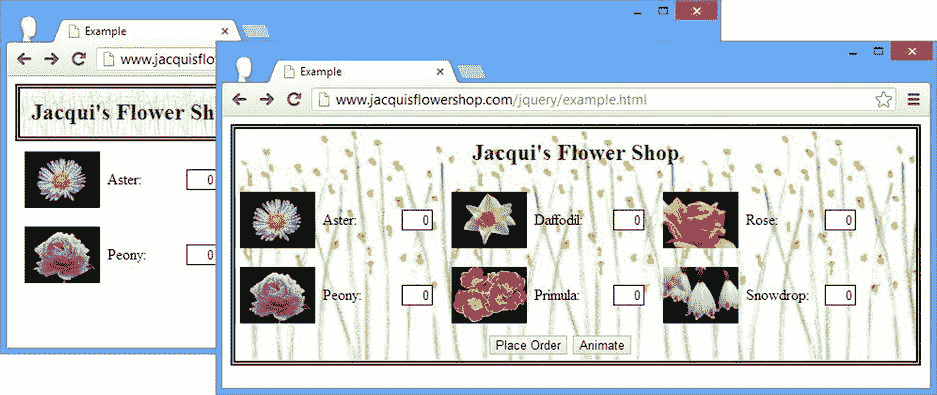 Example
www.jacquisflo
Jacqui's Flower Sh
Aster: 0
Peony: 0
Example
www.jacquisflowershop.com/jquery/example.html
Jacqui's Flower Shop
Aster: 0 Daffodil: 0 Rose: 0
Peony: 0 Primula: 0 Snowdrop: 0
Place Order Animate